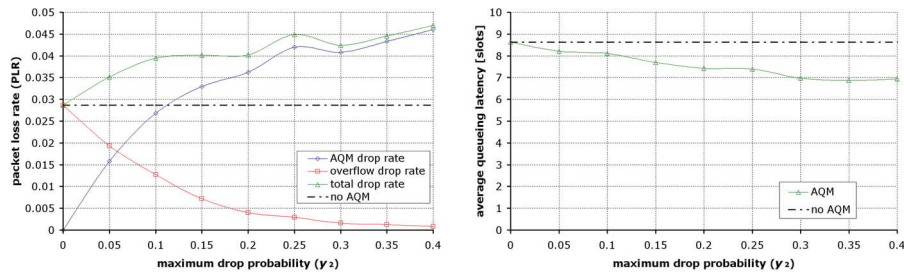 0.05
0.045
0.04
0.035
0.03
0.025
0.02
0.015
0.01
0.005
0
packet loss rate (PLR)
AQM drop rate
overflow drop rate
total drop rate
no AQM
0 0.05 0.1 0.15 0.2 0.25 0.3 0.35 0.4
maximum drop probability (y₂)
10
9
8
7
6
5
4
3
2
1
0
average queueing latency [slots]
AQM
no AQM
0 0.05 0.1 0.15 0.2 0.25 0.3 0.35 0.4
maximum drop probability (y₂)